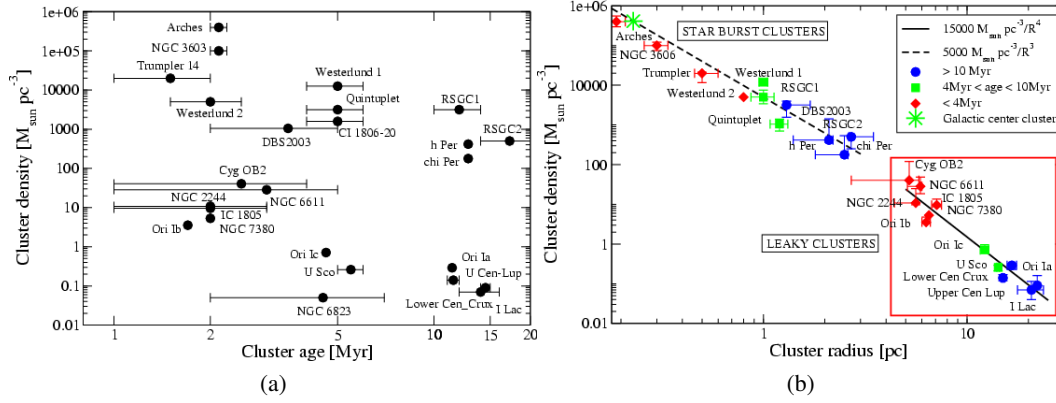 Cluster density [M_sun pc^-3]
1e+06
1e+05
10000
1000
100
10
1
0.1
0.01
Arches
NGC 3603
Trumpler 14
Westerlund 2
Westerlund 1
Quintuplet
Cl 1806-20
DBS2003
RSGC1
RSGC2
h Per
chi Per
Cyg OB2
NGC 6611
NGC 2244
IC 1805
NGC 7380
Ori 1b
Ori 1c
U Sco
NGC 6823
Ori 1a
U Cen-Lup
Lower Cen_Crux
1 Lac
1 2 5 10 15 20
Cluster age [Myr]
(a)
Cluster density [M_sun pc^-3]
1e+06
10000
100
1
0.01
STAR BURST CLUSTERS
15000 M_sun pc^-3/R^4
5000 M_sun pc^-3/R^3
> 10 Myr
4Myr < age < 10Myr
< 4Myr
Galactic center cluster
Arches
NGC 3606
Trumpler
Westerlund 1
Westerlund 2
RSGC1
DBS2003
Quintuplet
RSGC2
h Per
chi Per
Cyg OB2
NGC 6611
NGC 2244
IC 1805
NGC 7380
Ori 1b
LEAKY CLUSTERS
Ori 1c
U Sco
Ori 1a
Lower Cen Crux
Upper Cen Lup
1 Lac
1 10
Cluster radius [pc]
(b)